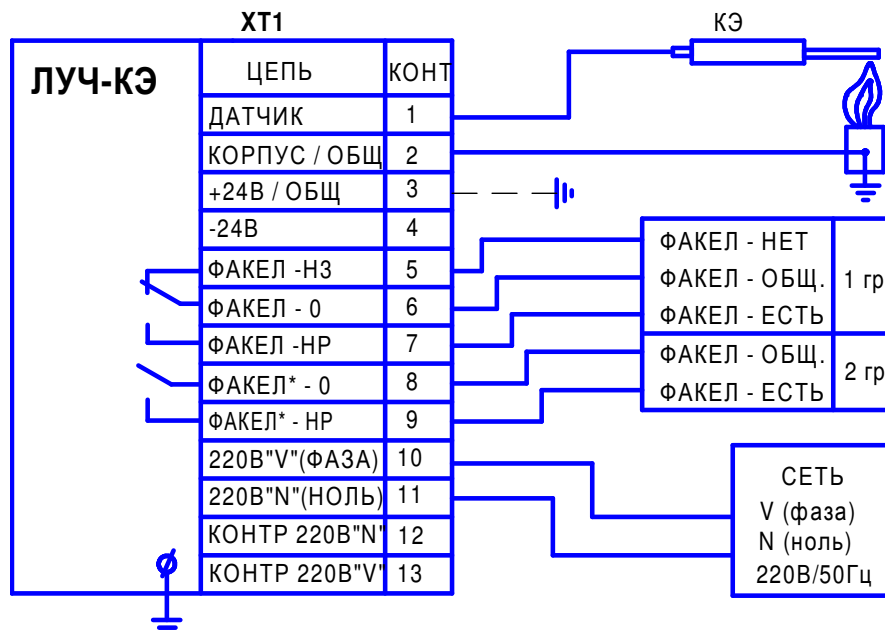 XT1
КЭ
ЛУЧ-КЭ
ЦЕПЬ КОНТ
ДАТЧИК 1
КОРПУС / ОБЩ 2
+24В / ОБЩ 3
-24В 4
ФАКЕЛ -НЗ 5
ФАКЕЛ - 0 6
ФАКЕЛ -НР 7
ФАКЕЛ* - 0 8
ФАКЕЛ* - НР 9
220В"V"(ФАЗА) 10
220В"N"(НОЛЬ) 11
КОНТР 220В"N" 12
КОНТР 220В"V" 13
ФАКЕЛ - НЕТ
ФАКЕЛ - ОБЩ.
ФАКЕЛ - ЕСТЬ
1 гр
ФАКЕЛ - ОБЩ.
ФАКЕЛ - ЕСТЬ
2 гр
СЕТЬ
V (фаза)
N (ноль)
220В/50Гц